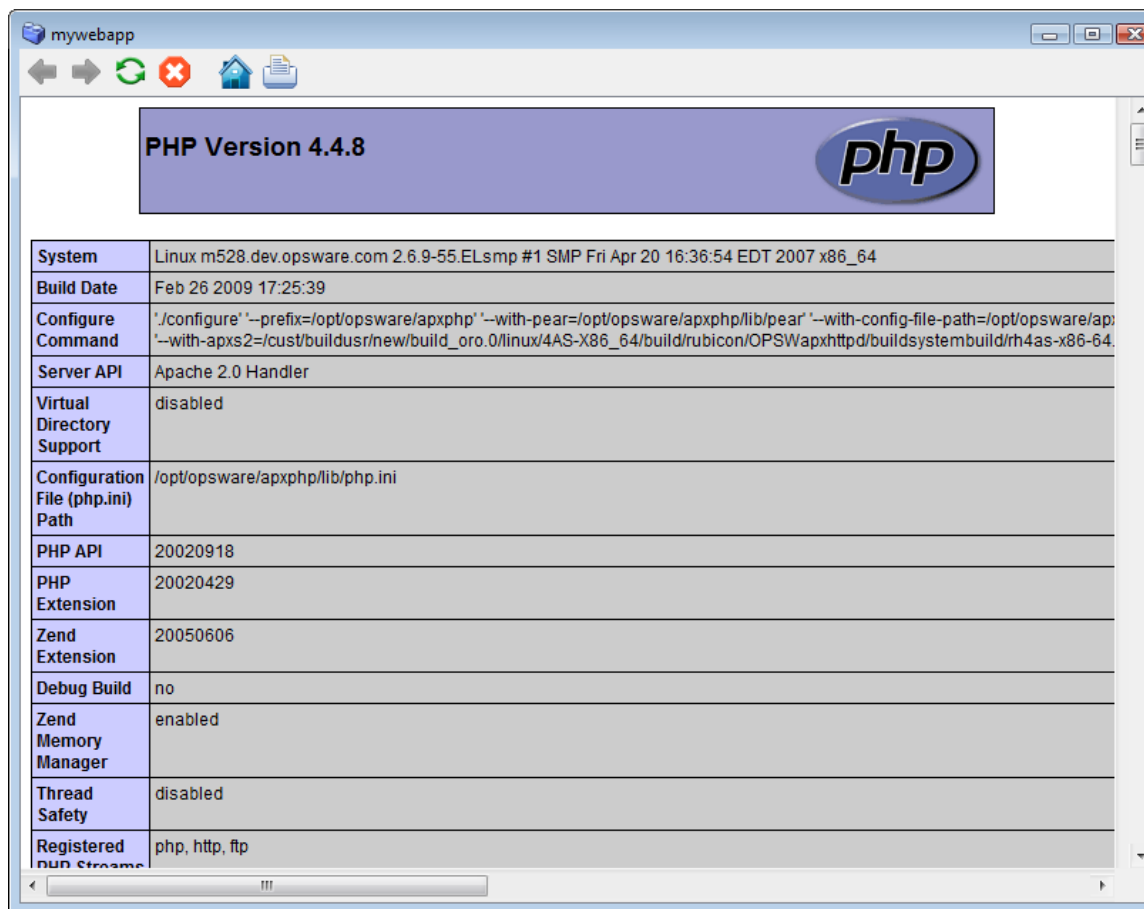 mywebapp
PHP Version 4.4.8
php
System
Linux m528.dev.opsware.com 2.6.9-55.ELsmp #1 SMP Fri Apr 20 16:36:54 EDT 2007 x86_64
Build Date
Feb 26 2009 17:25:39
Configure
Command
'./configure' '--prefix=/opt/opsware/apxphp' '--with-pear=/opt/opsware/apxphp/lib/pear' '--with-config-file-path=/opt/opsware/apx
'--with-apxs2=/cust/buildusr/new/build_oro.0/linux/4AS-X86_64/build/rubicon/OPSWapxhttpd/buildsystembuild/rh4as-x86-64.
Server API
Apache 2.0 Handler
Virtual
Directory
Support
disabled
Configuration
File (php.ini)
Path
/opt/opsware/apxphp/lib/php.ini
PHP API
20020918
PHP
Extension
20020429
Zend
Extension
20050606
Debug Build
no
Zend
Memory
Manager
enabled
Thread
Safety
disabled
Registered
PHP Streams
php, http, ftp